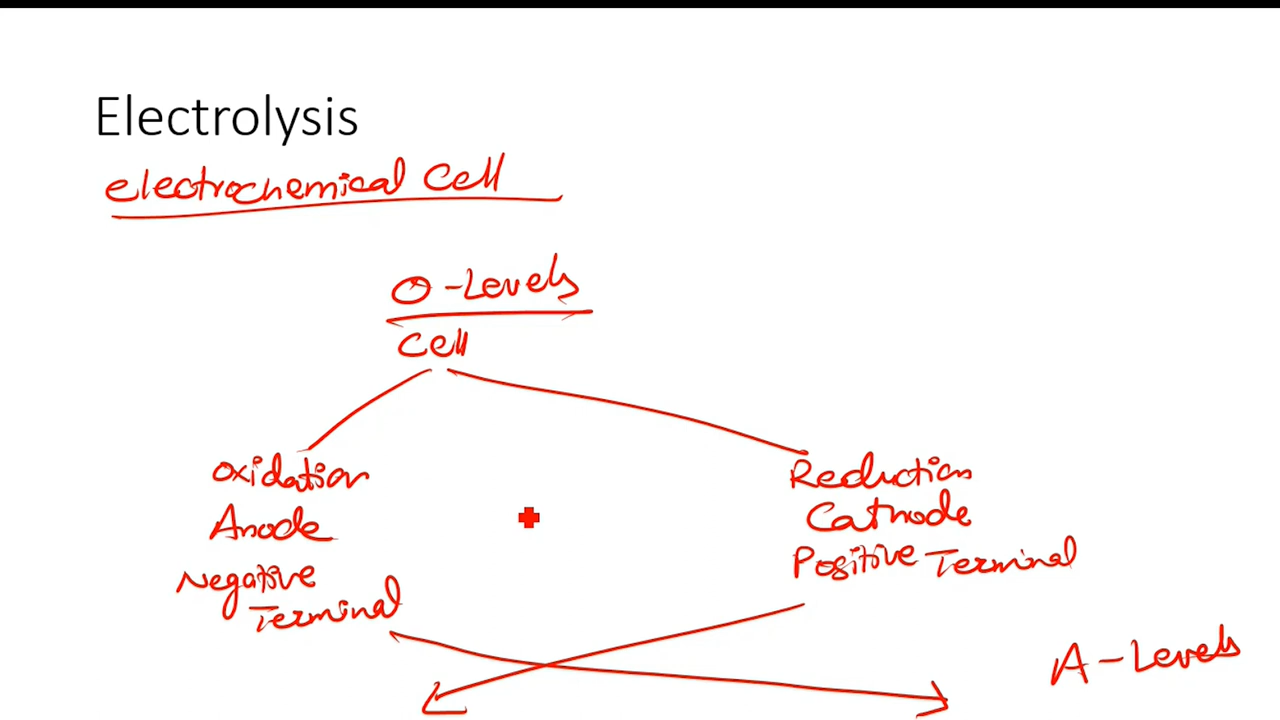 Electrolysis
electrochemical cell
O-Levels
Cell
Oxidation
Anode
Negative
Terminal
Reduction
Cathode
Positive Terminal
A-Levels